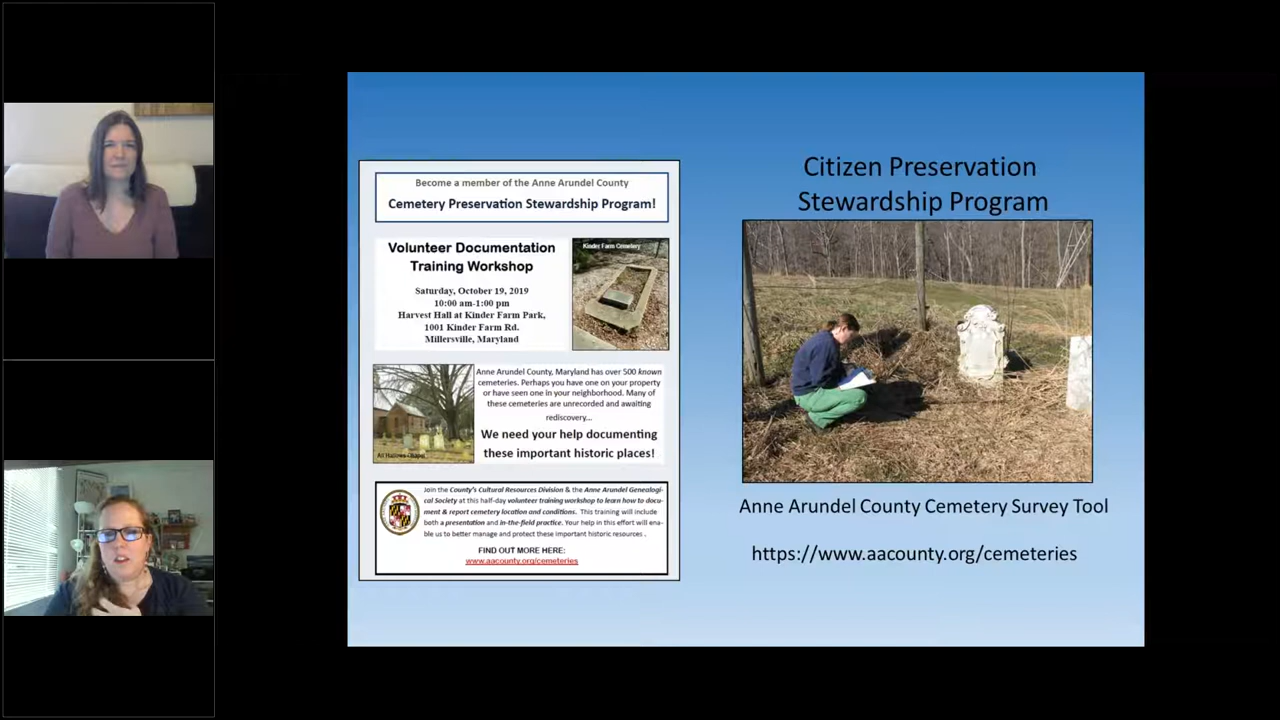 Become a member of the Anne Arundel County
Cemetery Preservation Stewardship Program!
Volunteer Documentation
Training Workshop
Saturday, October 19, 2019
10:00 am-1:00 pm
Harvest Hall at Kinder Farm Park,
1001 Kinder Farm Rd.
Millersville, Maryland
Kinder Farm Cemetery
Anne Arundel County, Maryland has over 500 known
cemeteries. Perhaps you have one on your property
or have seen one in your neighborhood. Many of
these cemeteries are unrecorded and awaiting
rediscovery...
We need your help documenting
these important historic places!
All Hallows Chapel
Join the County's Cultural Resources Division & the Anne Arundel Genealogi-
cal Society at this half-day volunteer training workshop to learn how to docu-
ment & report cemetery location and conditions. This training will include
both a presentation and in-the-field practice. Your help in this effort will ena-
ble us to better manage and protect these important historic resources .
FIND OUT MORE HERE:
www.aacounty.org/cemeteries
Citizen Preservation
Stewardship Program
Anne Arundel County Cemetery Survey Tool
https://www.aacounty.org/cemeteries